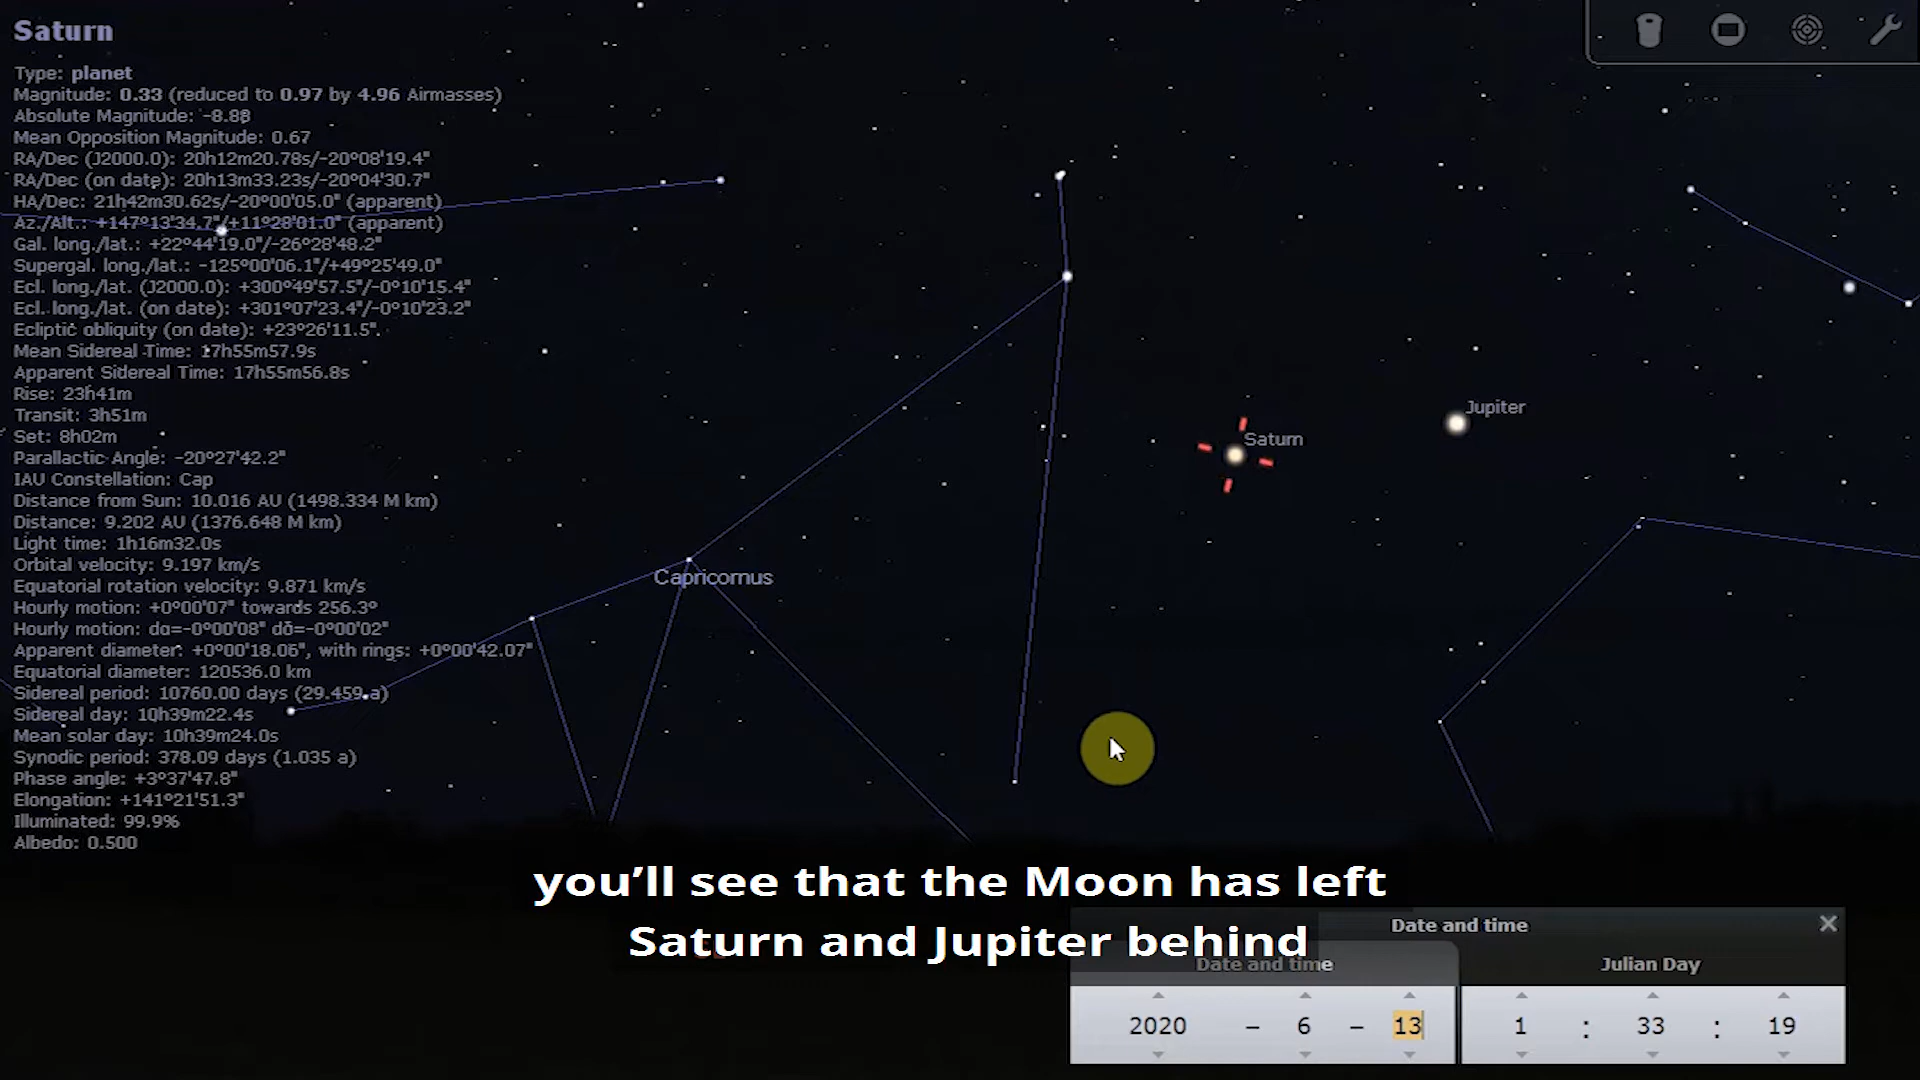 Saturn
Type: planet
Magnitude: 0.33 (reduced to 0.97 by 4.96 Airmasses)
Absolute Magnitude: -8.88
Mean Opposition Magnitude: 0.67
RA/Dec (J2000.0): 20h12m20.78s/-20°08'19.4"
RA/Dec (on date): 20h13m33.23s/-20°04'30.7"
HA/Dec: 21h42m30.62s/-20°00'05.0" (apparent)
Az./Alt.: +147°13'34.7"/+11°28'01.0" (apparent)
Gal. long./lat.: +22°44'19.0"/-26°28'48.2"
Supergal. long./lat.: -125°00'06.1"/+49°25'49.0"
Ecl. long./lat. (J2000.0): +300°49'57.5"/-0°10'15.4"
Ecl. long./lat. (on date): +301°07'23.4"/-0°10'23.2"
Ecliptic obliquity (on date): +23°26'11.5"
Mean Sidereal Time: 17h55m57.9s
Apparent Sidereal Time: 17h55m56.8s
Rise: 23h41m
Transit: 3h51m
Set: 8h02m
Parallactic Angle: -20°27'42.2"
IAU Constellation: Cap
Distance from Sun: 10.016 AU (1498.334 M km)
Distance: 9.202 AU (1376.648 M km)
Light time: 1h16m32.0s
Orbital velocity: 9.197 km/s
Equatorial rotation velocity: 9.871 km/s
Hourly motion: +0°00'07" towards 256.3°
Hourly motion: dα=-0°00'08" dδ=-0°00'02"
Apparent diameter: +0°00'18.06", with rings: +0°00'42.07"
Equatorial diameter: 120536.0 km
Sidereal period: 10760.00 days (29.459 a)
Sidereal day: 10h39m22.4s
Mean solar day: 10h39m24.0s
Synodic period: 378.09 days (1.035 a)
Phase angle: +3°37'47.8"
Elongation: +141°21'51.3"
Illuminated: 99.9%
Albedo: 0.500
Jupiter
Saturn
Capricornus
you’ll see that the Moon has left
Saturn and Jupiter behind
Date and time
Date and time
Julian Day
2020 – 6 – 13 1 : 33 : 19